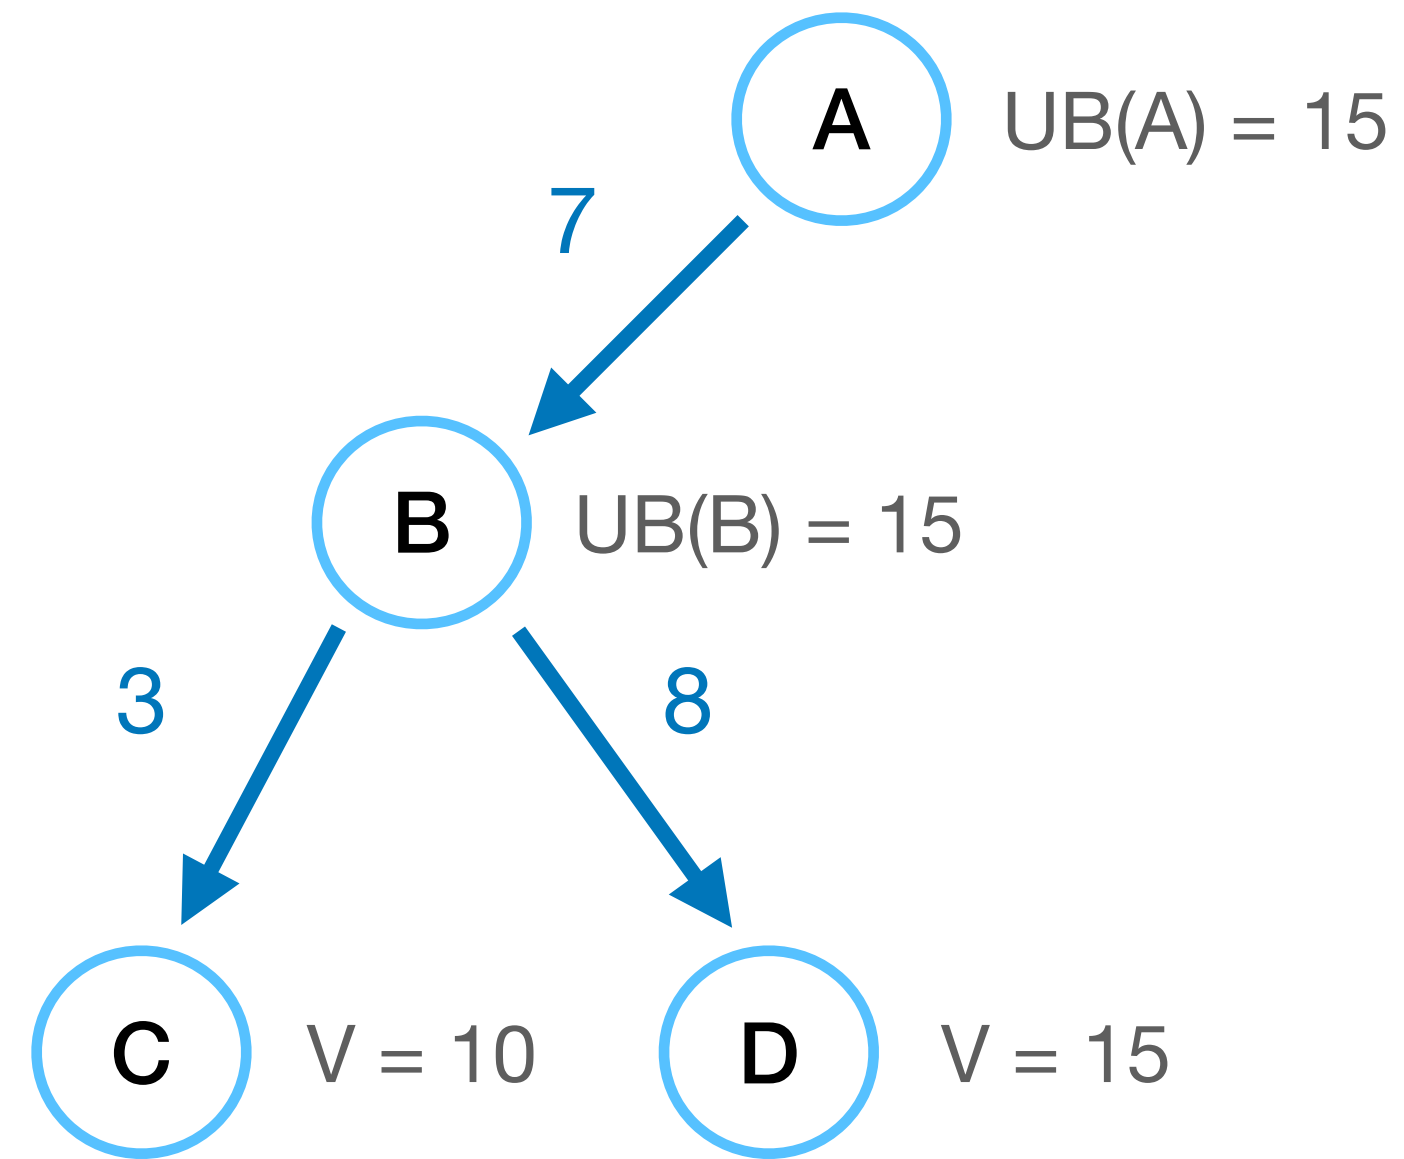 A UB(A) = 15
7
B UB(B) = 15
3 8
C V = 10 D V = 15